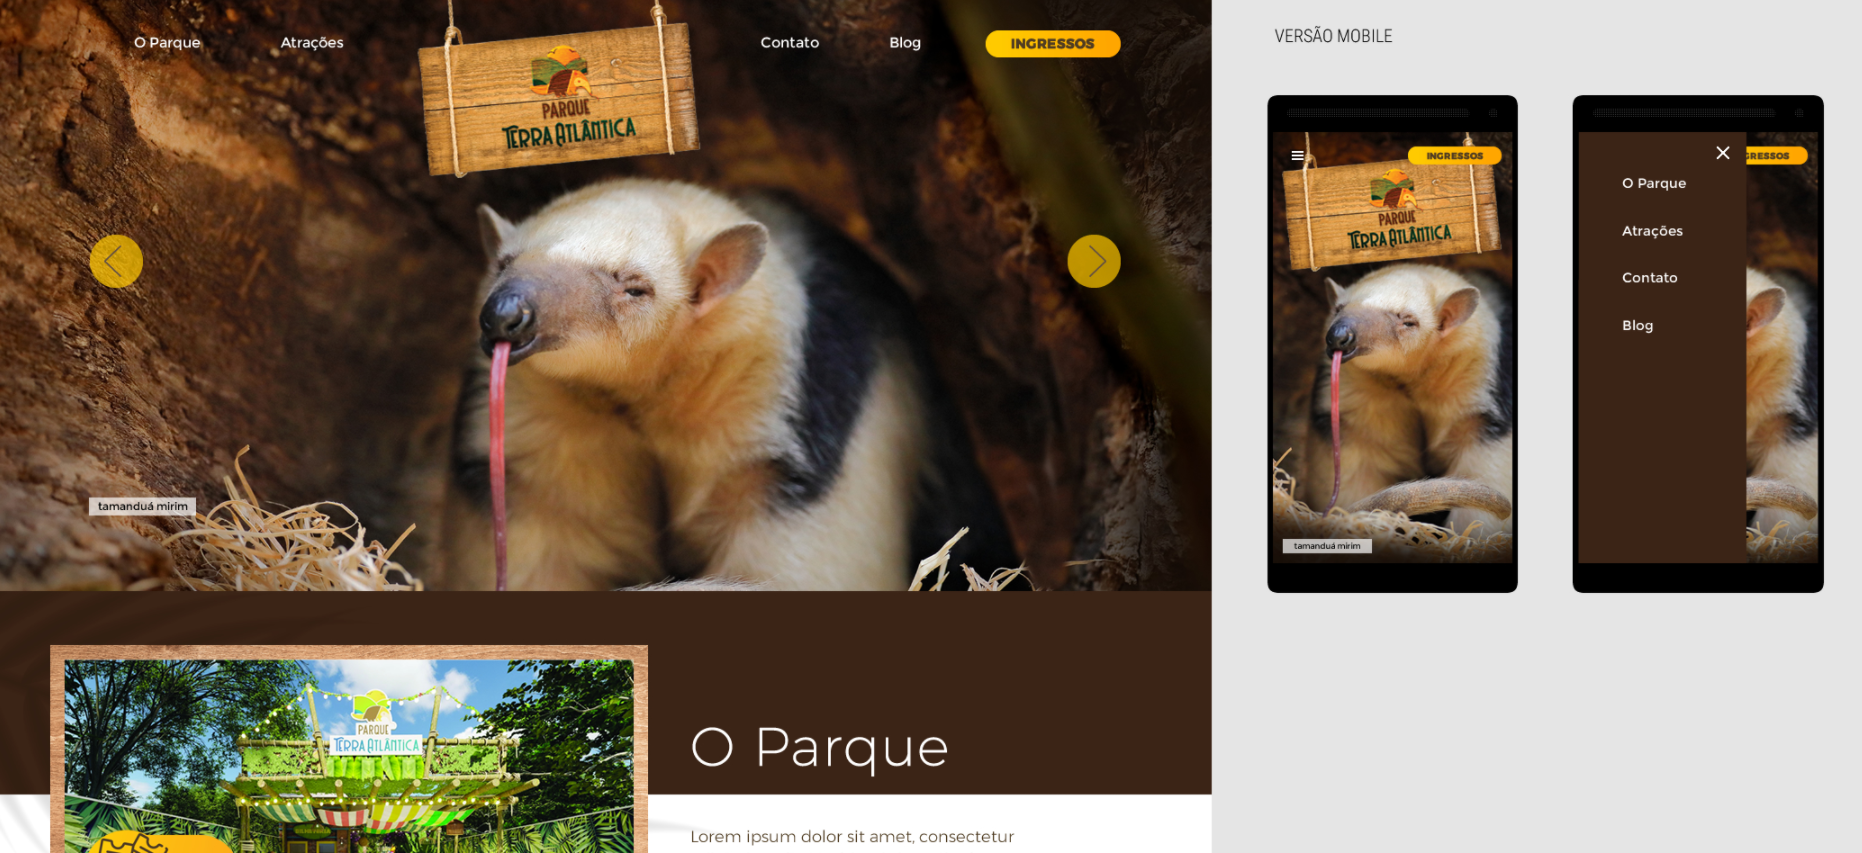 O Parque
Atrações
Contato
Blog
INGRESSOS
PARQUE
TERRA ATLÂNTICA
tamanduá mirim
PARQUE
TERRA ATLÂNTICA
O Parque
Lorem ipsum dolor sit amet, consectetur
VERSÃO MOBILE
INGRESSOS
PARQUE
TERRA ATLÂNTICA
tamanduá mirim
GRESSOS
O Parque
Atrações
Contato
Blog